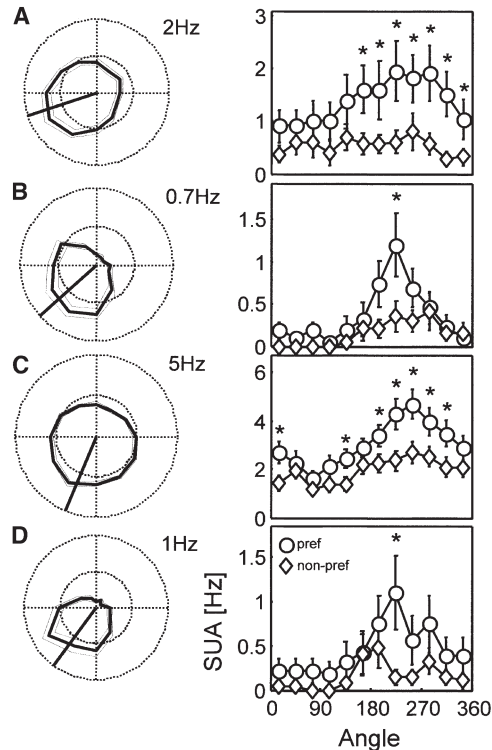 A
2Hz
3
2
1
0
* * * * * * *
B
0.7Hz
1.5
1
0.5
0
*
C
5Hz
6
4
2
0
* * * * * *
D
1Hz
1.5
1
0.5
0
*
pref
non-pref
SUA [Hz]
0 90 180 270 360
Angle